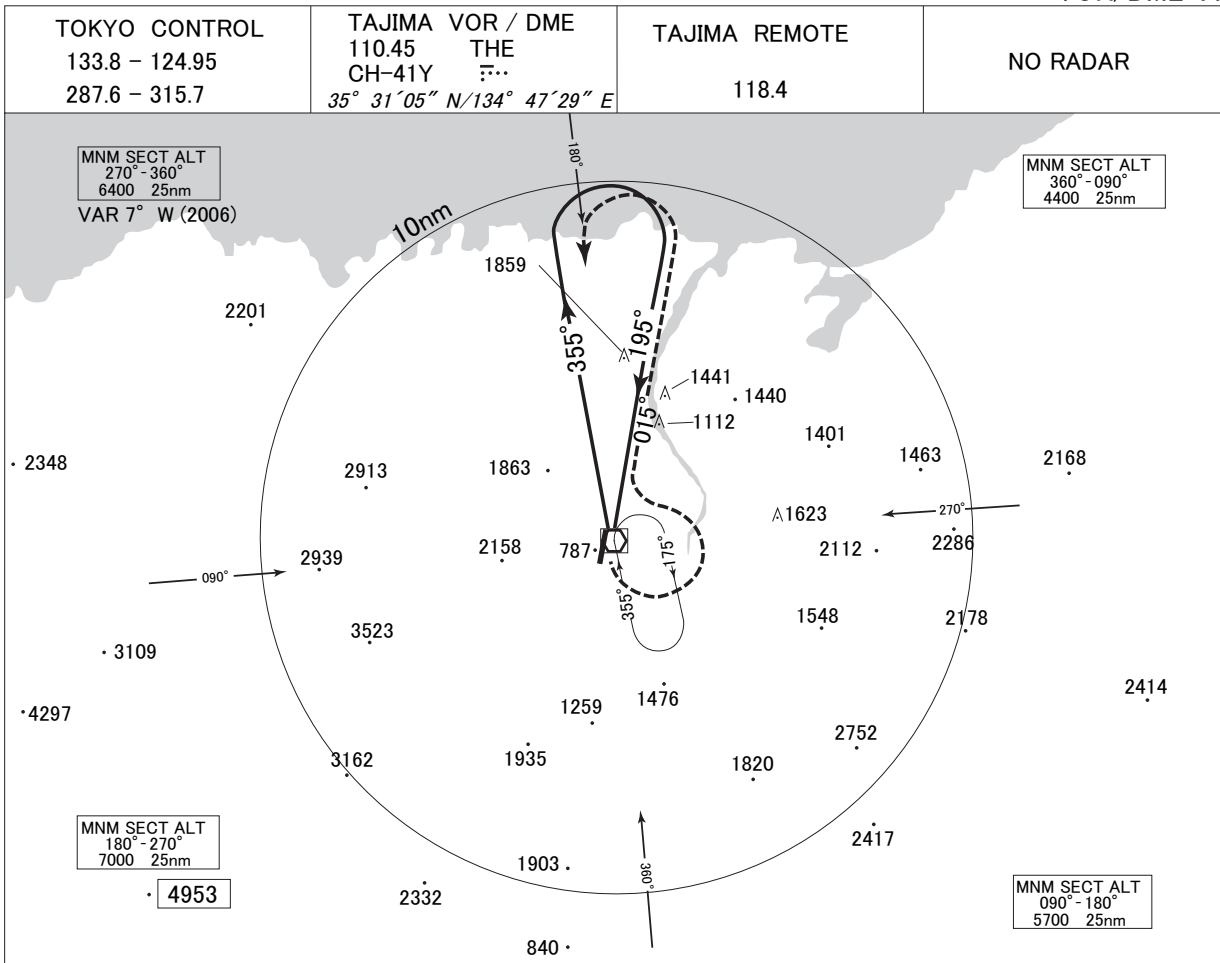 TOKYO CONTROL
133.8 - 124.95
287.6 - 315.7
TAJIMA VOR / DME
110.45 THE
CH-41Y
35° 31´05″ N/134° 47´29″ E
TAJIMA REMOTE
118.4
NO RADAR
MNM SECT ALT
270°-360°
6400 25nm
VAR 7° W (2006)
MNM SECT ALT
360°-090°
4400 25nm
180°
10nm
1859
2201
355°
195°
015°
1441
1440
1112
1401
1463
2168
2348
2913
1863
1623
270°
2286
2112
2158
787
2939
090°
175°
355°
3523
1548
2178
3109
4297
1476
1259
2414
1935
2752
3162
1820
MNM SECT ALT
180°-270°
7000 25nm
4953
2417
1903
360°
2332
840
MNM SECT ALT
090°-180°
5700 25nm